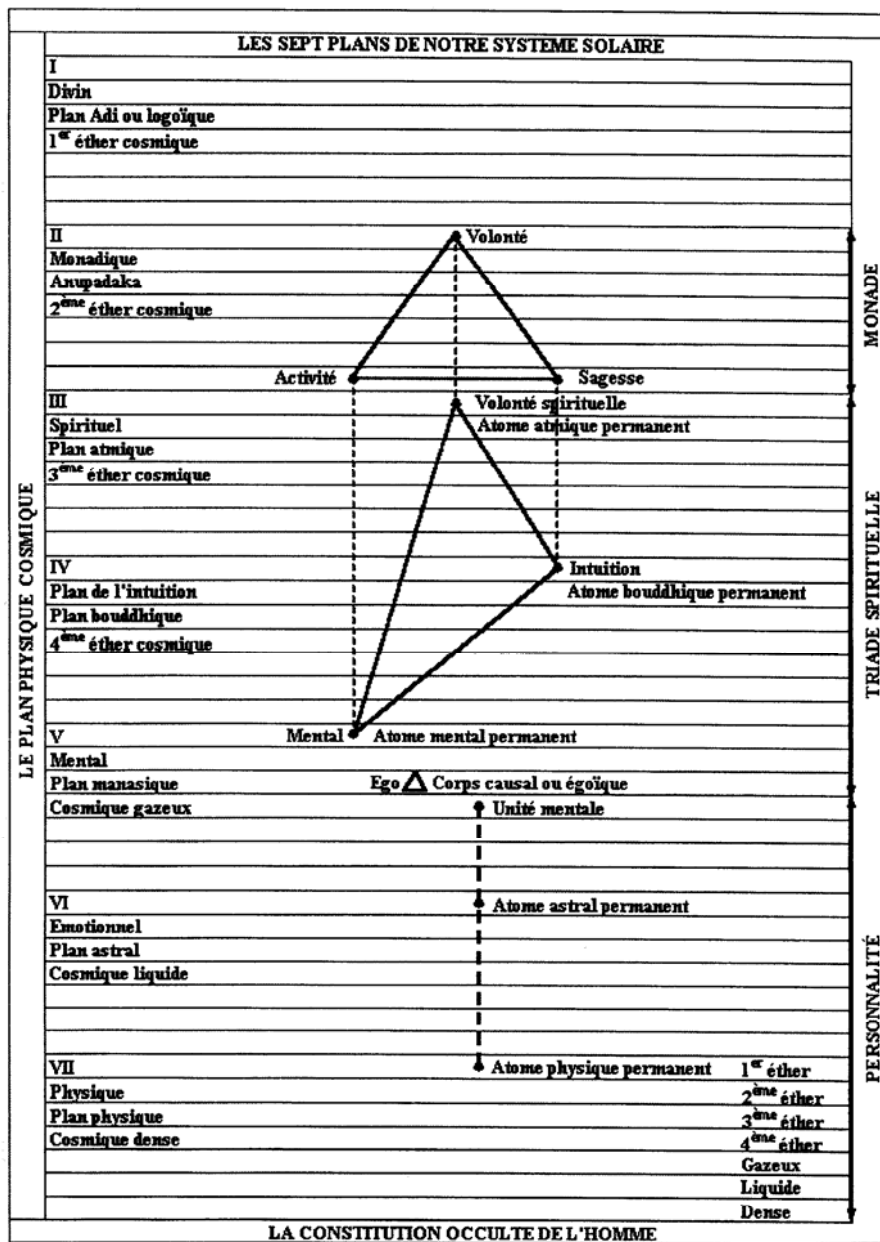 LES SEPT PLANS DE NOTRE SYSTEME SOLAIRE
I
Divin
Plan Adi ou logoïque
1er éther cosmique
II
Volonté
Monadique
Anupadaka
2ème éther cosmique
Activité
Sagesse
III
Volonté spirituelle
Spirituel
Atome atmique permanent
Plan atmique
3ème éther cosmique
IV
Intuition
Plan de l'intuition
Atome bouddhique permanent
Plan bouddhique
4ème éther cosmique
V
Mental
Atome mental permanent
Mental
Plan manasique
Ego
Corps causal ou égoïque
Cosmique gazeux
Unité mentale
VI
Atome astral permanent
Emotionnel
Plan astral
Cosmique liquide
VII
Atome physique permanent
1er éther
Physique
2ème éther
Plan physique
3ème éther
Cosmique dense
4ème éther
Gazeux
Liquide
Dense
LA CONSTITUTION OCCULTE DE L'HOMME
LE PLAN PHYSIQUE COSMIQUE
MONADE
TRIADE SPIRITUELLE
PERSONNALITÉ